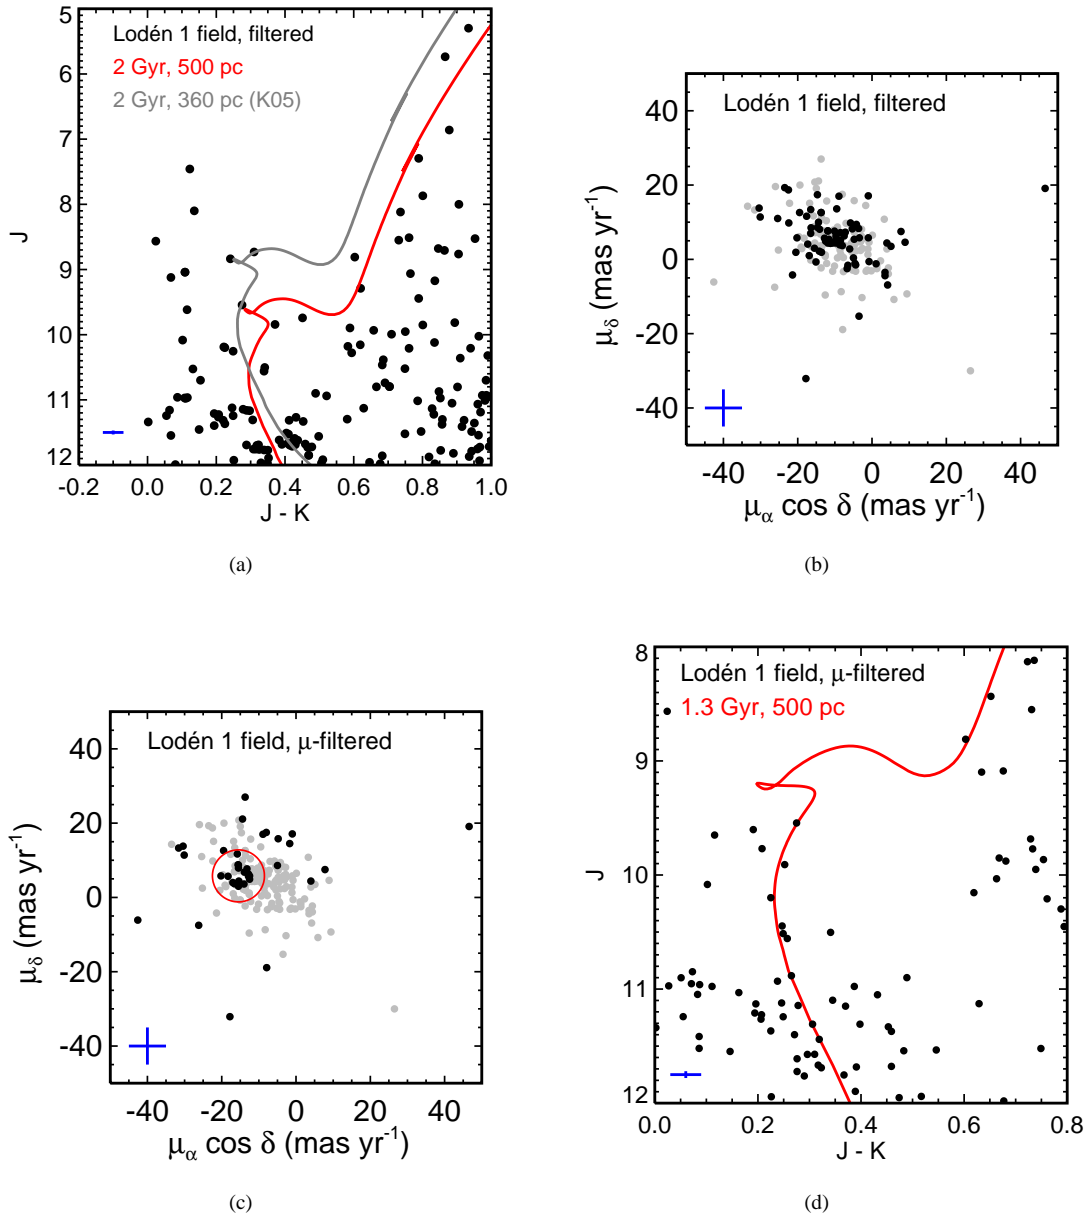 Lodén 1 field, filtered
2 Gyr, 500 pc
2 Gyr, 360 pc (K05)
5
6
7
8
9
10
11
12
J
-0.2 0.0 0.2 0.4 0.6 0.8 1.0
J - K
(a)
Lodén 1 field, filtered
40
20
0
-20
-40
μδ (mas yr-1)
-40 -20 0 20 40
μα cos δ (mas yr-1)
(b)
Lodén 1 field, μ-filtered
40
20
0
-20
-40
μδ (mas yr-1)
-40 -20 0 20 40
μα cos δ (mas yr-1)
(c)
Lodén 1 field, μ-filtered
1.3 Gyr, 500 pc
8
9
10
11
12
J
0.0 0.2 0.4 0.6 0.8
J - K
(d)